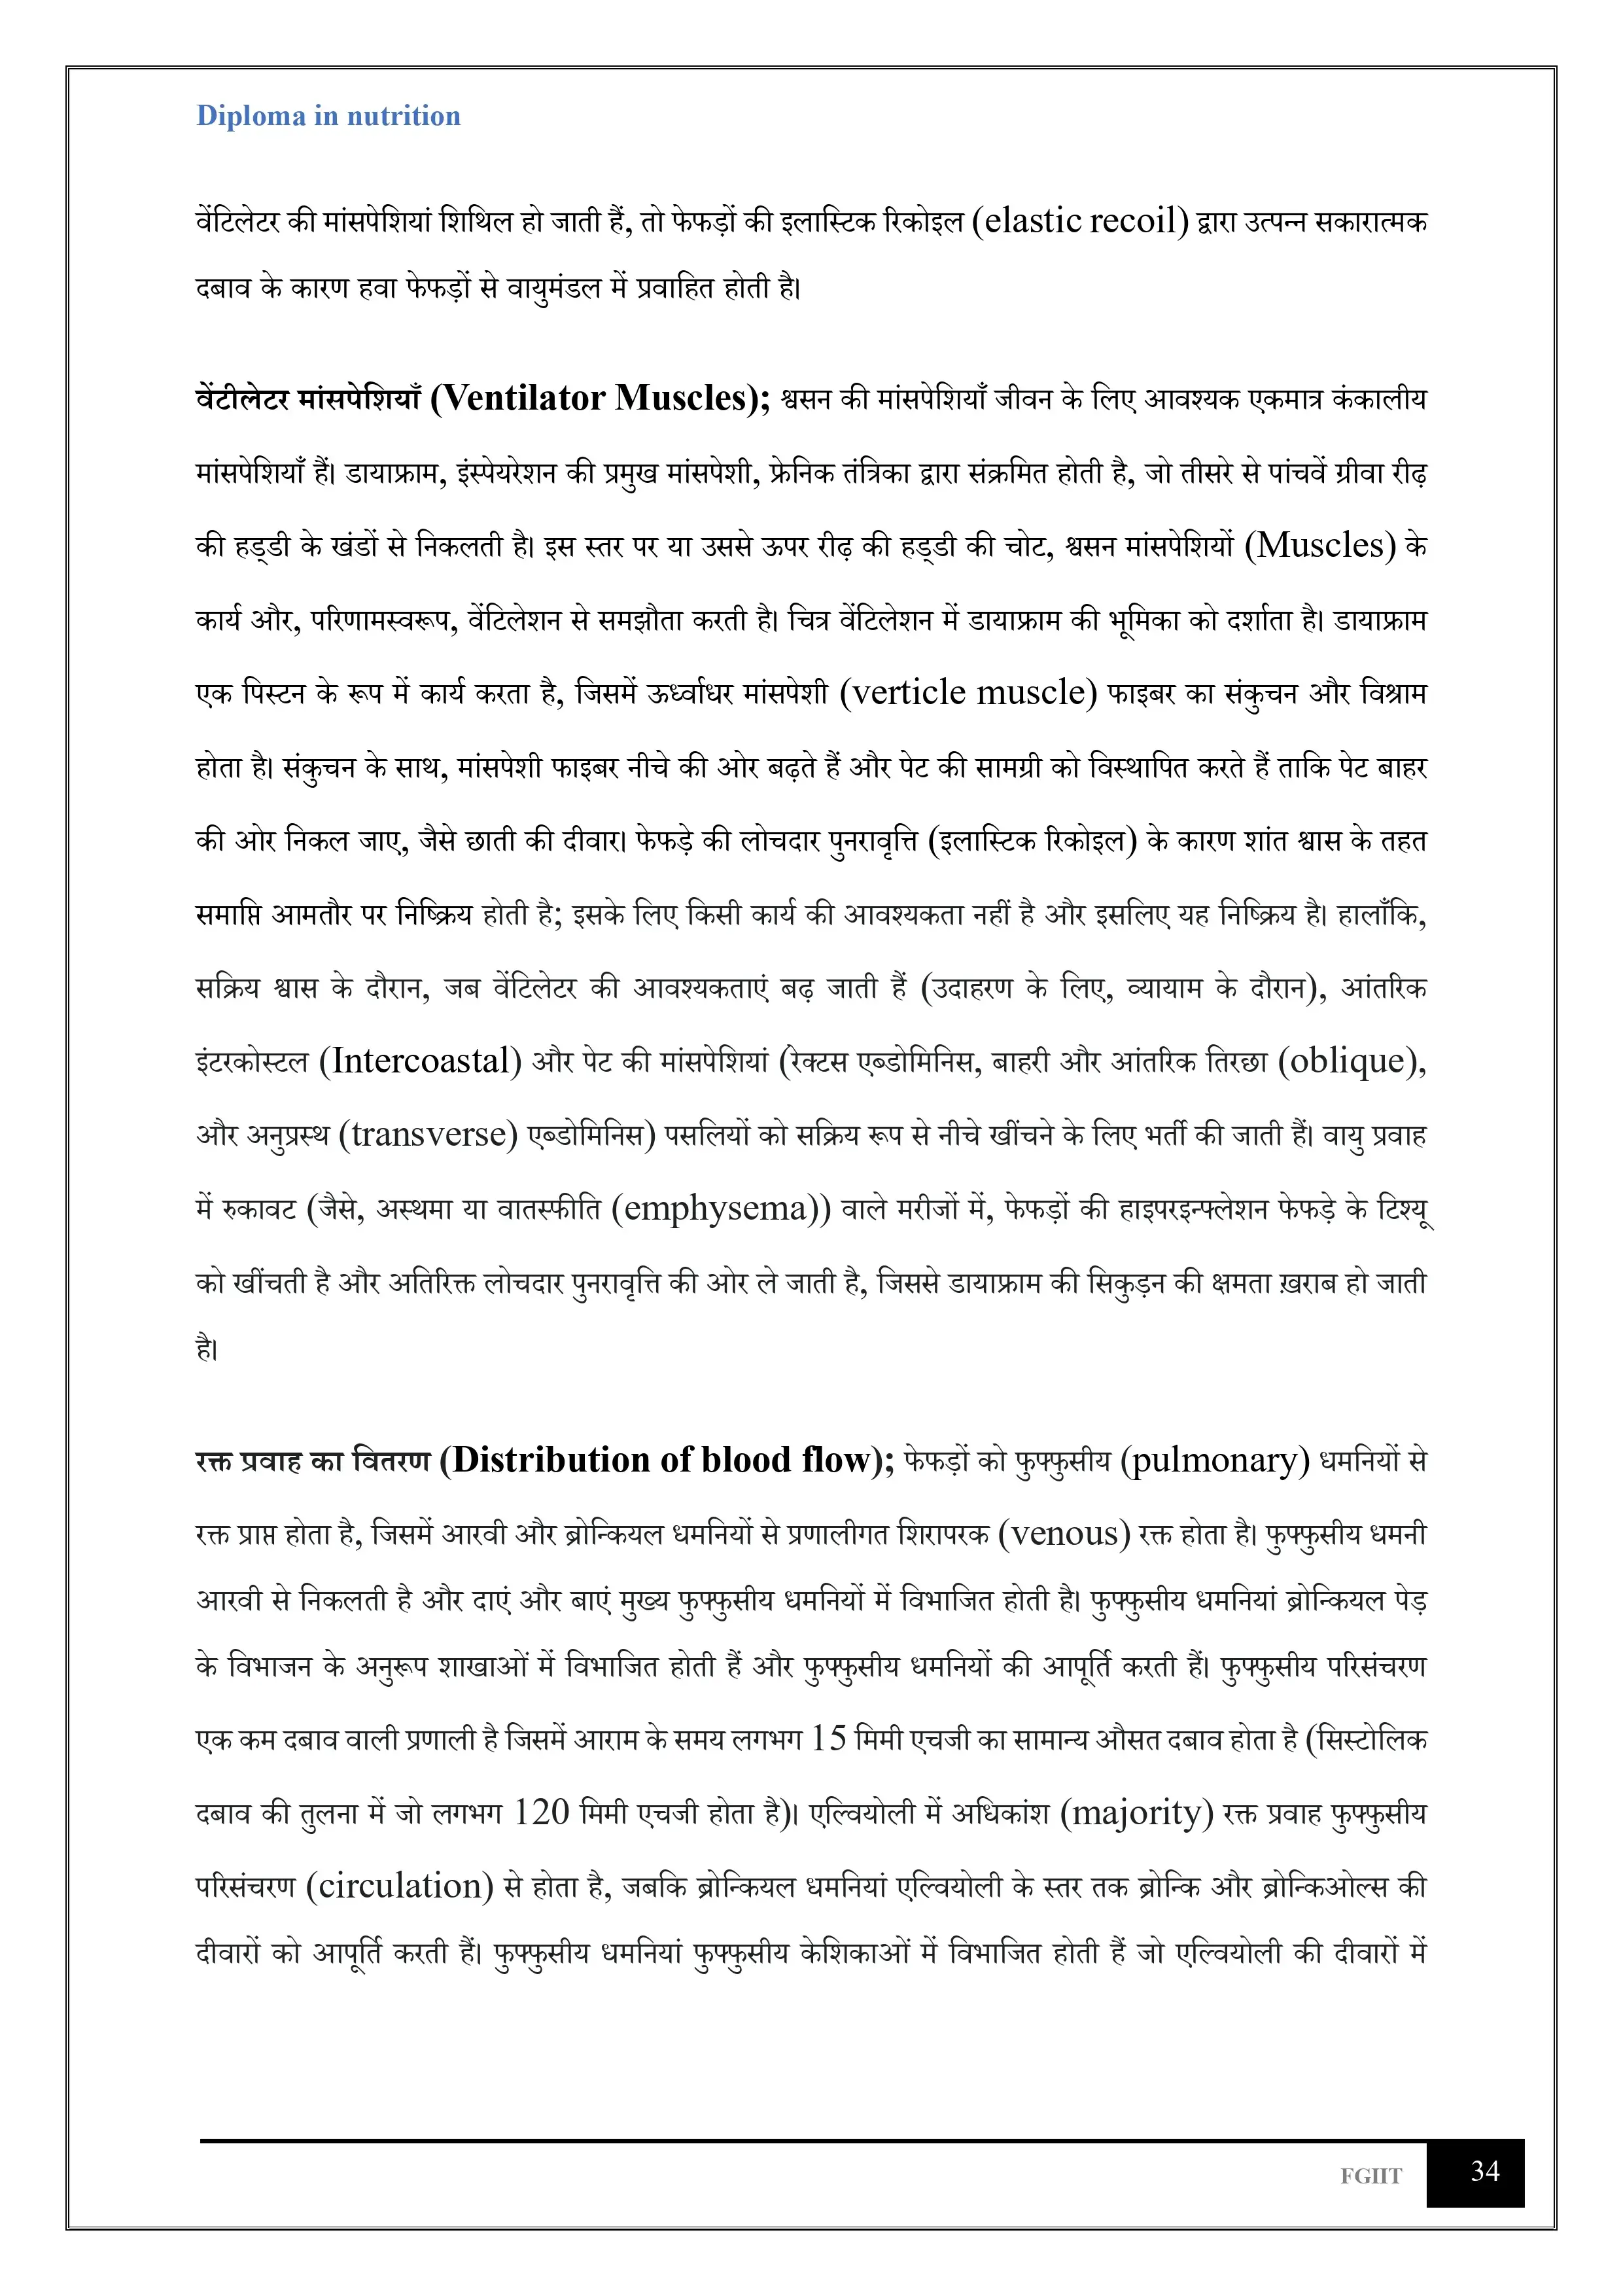 Diploma in nutrition
वेंटिलेटर की मांसपेशियां शिथिल हो जाती हैं, तो फेफड़ों की इलास्टिक रिकोइल (elastic recoil) द्वारा उत्पन्न सकारात्मक
दबाव के कारण हवा फेफड़ों से वायुमंडल में प्रवाहित होती है।
वेंटीलेटर मांसपेशियाँ (Ventilator Muscles); श्वसन की मांसपेशियाँ जीवन के लिए आवश्यक एकमात्र कंकालीय
मांसपेशियाँ हैं। डायाफ्राम, इंस्पेयरेशन की प्रमुख मांसपेशी, फ्रेनिक तंत्रिका द्वारा संक्रमित होती है, जो तीसरे से पांचवें ग्रीवा रीढ़
की हड्डी के खंडों से निकलती है। इस स्तर पर या उससे ऊपर रीढ़ की हड्डी की चोट, श्वसन मांसपेशियों (Muscles) के
कार्य और, परिणामस्वरूप, वेंटिलेशन से समझौता करती है। चित्र वेंटिलेशन में डायाफ्राम की भूमिका को दर्शाता है। डायाफ्राम
एक पिस्टन के रूप में कार्य करता है, जिसमें ऊर्ध्वाधर मांसपेशी (verticle muscle) फाइबर का संकुचन और विश्राम
होता है। संकुचन के साथ, मांसपेशी फाइबर नीचे की ओर बढ़ते हैं और पेट की सामग्री को विस्थापित करते हैं ताकि पेट बाहर
की ओर निकल जाए, जैसे छाती की दीवार। फेफड़े की लोचदार पुनरावृत्ति (इलास्टिक रिकोइल) के कारण शांत श्वास के तहत
समाप्ति आमतौर पर निष्क्रिय होती है; इसके लिए किसी कार्य की आवश्यकता नहीं है और इसलिए यह निष्क्रिय है। हालाँकि,
सक्रिय श्वास के दौरान, जब वेंटिलेटर की आवश्यकताएं बढ़ जाती हैं (उदाहरण के लिए, व्यायाम के दौरान), आंतरिक
इंटरकोस्टल (Intercoastal) और पेट की मांसपेशियां (रेक्टस एब्डोमिनिस, बाहरी और आंतरिक तिरछा (oblique),
और अनुप्रस्थ (transverse) एब्डोमिनिस) पसलियों को सक्रिय रूप से नीचे खींचने के लिए भर्ती की जाती हैं। वायु प्रवाह
में रुकावट (जैसे, अस्थमा या वातस्फीति (emphysema)) वाले मरीजों में, फेफड़ों की हाइपरइन्फ्लेशन फेफड़े के टिश्यू
को खींचती है और अतिरिक्त लोचदार पुनरावृत्ति की ओर ले जाती है, जिससे डायाफ्राम की सिकुड़न की क्षमता ख़राब हो जाती
है।
रक्त प्रवाह का वितरण (Distribution of blood flow); फेफड़ों को फुफ्फुसीय (pulmonary) धमनियों से
रक्त प्राप्त होता है, जिसमें आरवी और ब्रोन्कियल धमनियों से प्रणालीगत शिरापरक (venous) रक्त होता है। फुफ्फुसीय धमनी
आरवी से निकलती है और दाएं और बाएं मुख्य फुफ्फुसीय धमनियों में विभाजित होती है। फुफ्फुसीय धमनियां ब्रोन्कियल पेड़
के विभाजन के अनुरूप शाखाओं में विभाजित होती हैं और फुफ्फुसीय धमनियों की आपूर्ति करती हैं। फुफ्फुसीय परिसंचरण
एक कम दबाव वाली प्रणाली है जिसमें आराम के समय लगभग 15 मिमी एचजी का सामान्य औसत दबाव होता है (सिस्टोलिक
दबाव की तुलना में जो लगभग 120 मिमी एचजी होता है)। एल्वियोली में अधिकांश (majority) रक्त प्रवाह फुफ्फुसीय
परिसंचरण (circulation) से होता है, जबकि ब्रोन्कियल धमनियां एल्वियोली के स्तर तक ब्रोन्कि और ब्रोन्किओल्स की
दीवारों को आपूर्ति करती हैं। फुफ्फुसीय धमनियां फुफ्फुसीय केशिकाओं में विभाजित होती हैं जो एल्वियोली की दीवारों में
FGIIT 34